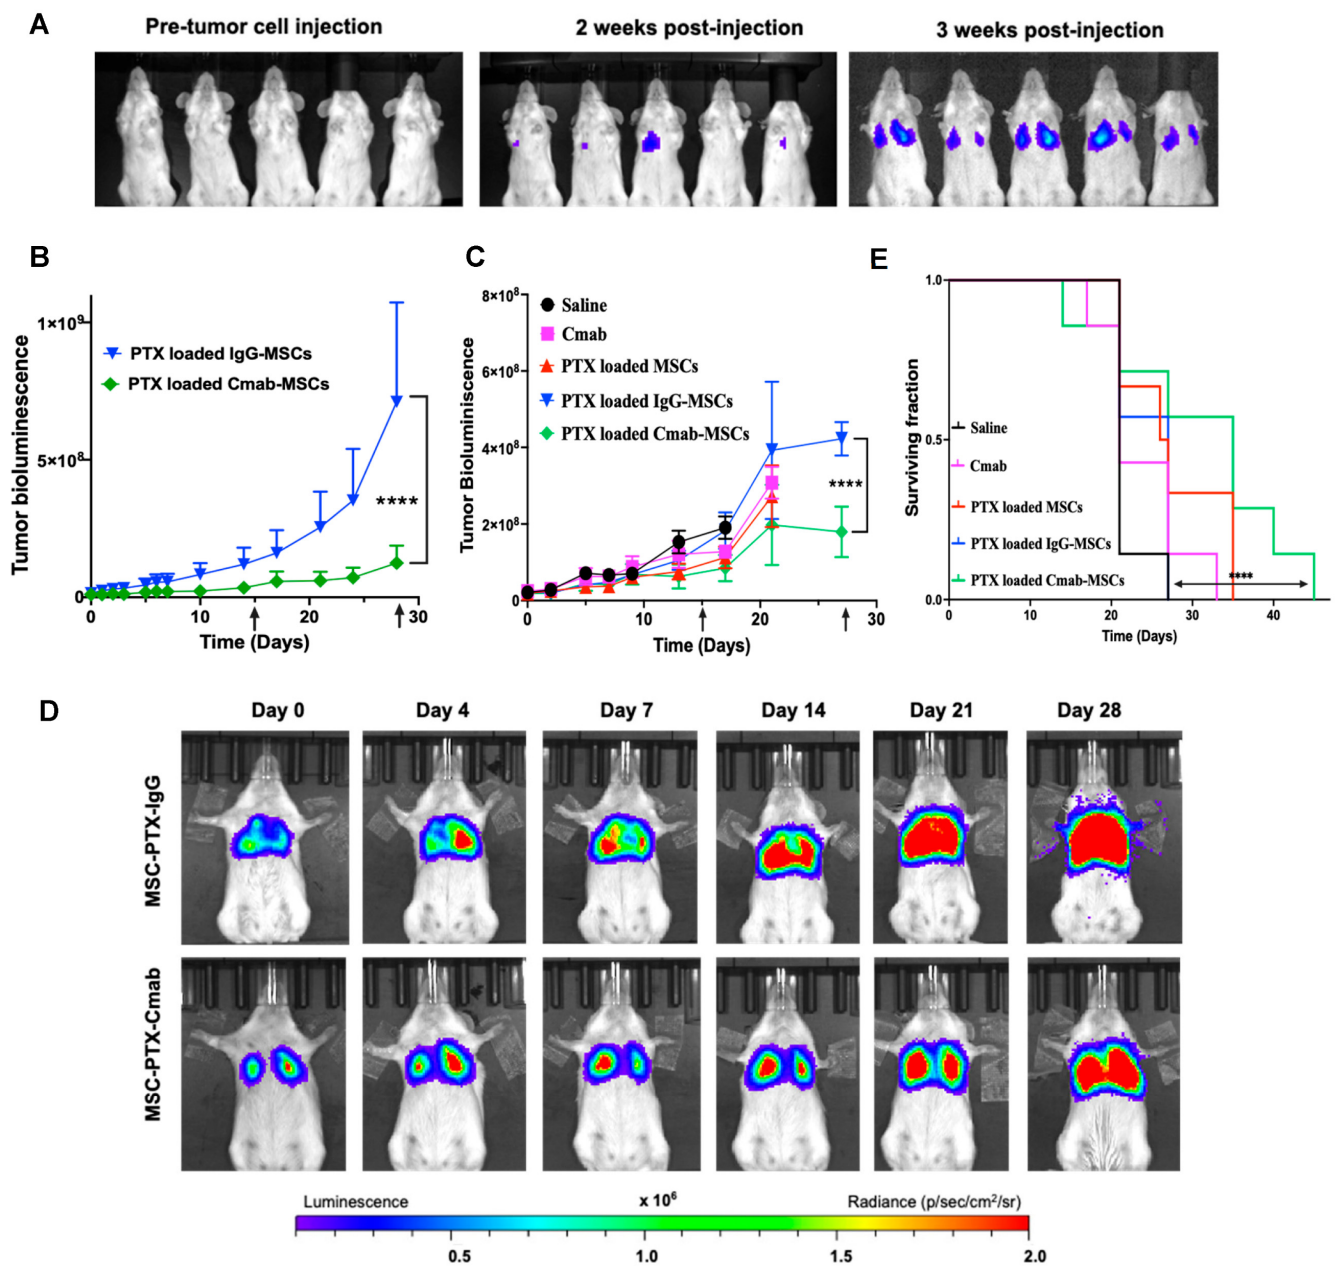 A
Pre-tumor cell injection
2 weeks post-injection
3 weeks post-injection
B
Tumor bioluminescence
1×10⁹
5×10⁸
0
PTX loaded IgG-MSCs
PTX loaded Cmab-MSCs
****
0
10
20
30
Time (Days)
C
Tumor Bioluminiscence
8×10⁸
6×10⁸
4×10⁸
2×10⁸
0
Saline
Cmab
PTX loaded MSCs
PTX loaded IgG-MSCs
PTX loaded Cmab-MSCs
****
0
10
20
30
Time (Days)
E
Surviving fraction
1.0
0.5
0.0
Saline
Cmab
PTX loaded MSCs
PTX loaded IgG-MSCs
PTX loaded Cmab-MSCs
****
0
10
20
30
40
Time (Days)
D
Day 0
Day 4
Day 7
Day 14
Day 21
Day 28
MSC-PTX-IgG
MSC-PTX-Cmab
Luminescence
x 10⁶
Radiance (p/sec/cm²/sr)
0.5
1.0
1.5
2.0